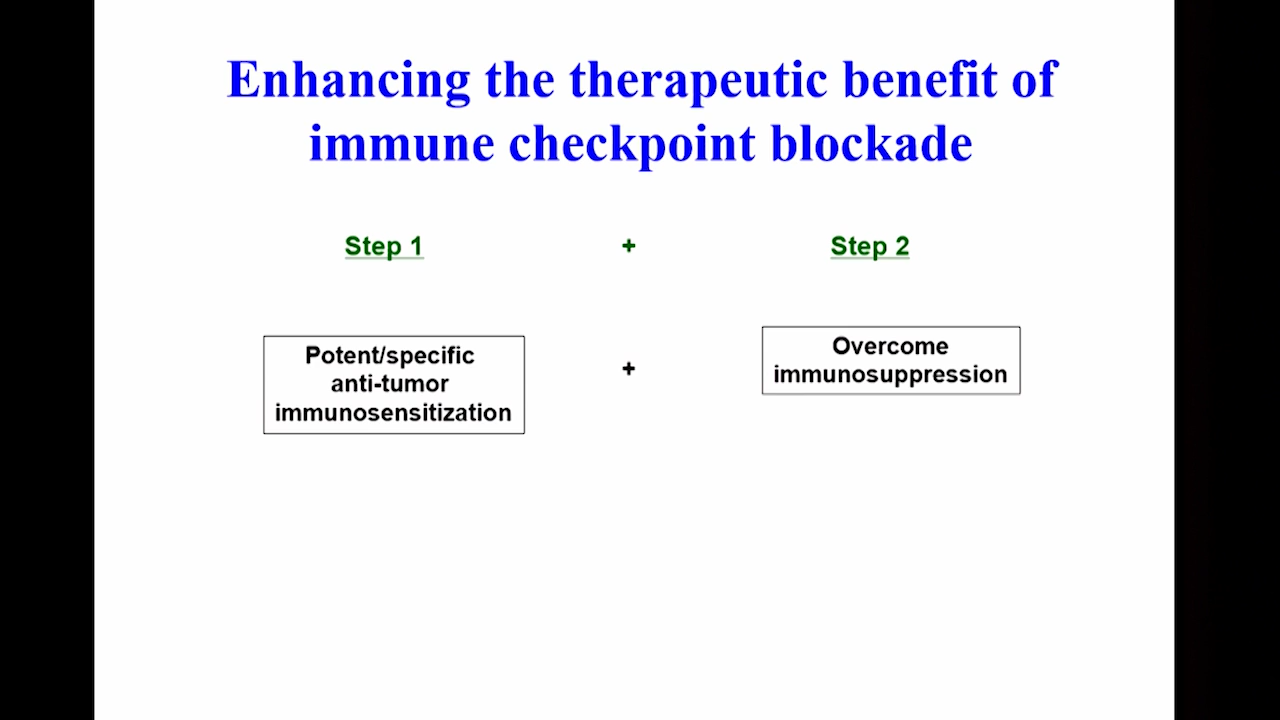 Enhancing the therapeutic benefit of
immune checkpoint blockade
Step 1 + Step 2
Potent/specific
anti-tumor
immunosensitization
+
Overcome
immunosuppression